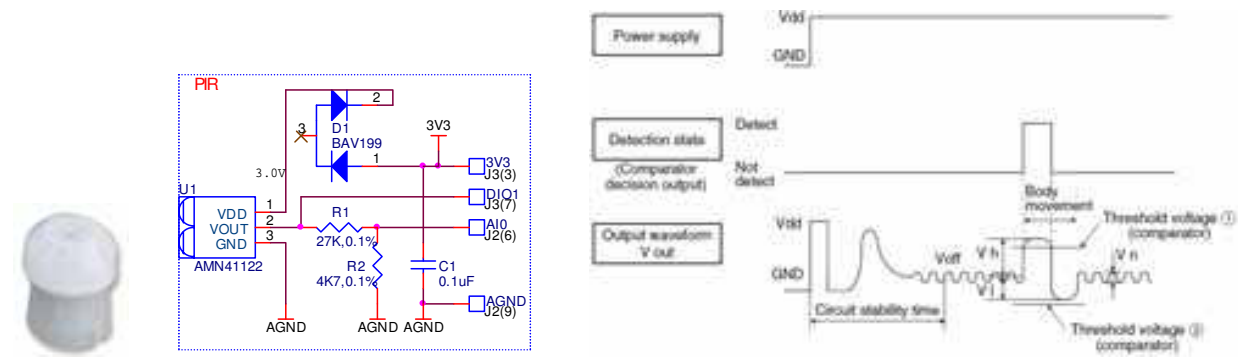 PIR
2
3
D1
BAV199
3V3
1
3V3
J3(3)
3.0V
DIO1
J3(7)
U1
VDD 1
VOUT 2
GND 3
AMN41122
R1
27K,0.1%
AI0
J2(6)
R2
4K7,0.1%
C1
0.1uF
AGND
J2(9)
AGND
AGND
AGND
Power supply
Vdd
GND
Detection state
(Comparator
decision output)
Detect
Not
detect
Body
movement
Output waveform
V out
Vdd
GND
Voff
V h
V l
V n
Threshold voltage ①
(comparator)
Circuit stability time
Threshold voltage ②
(comparator)